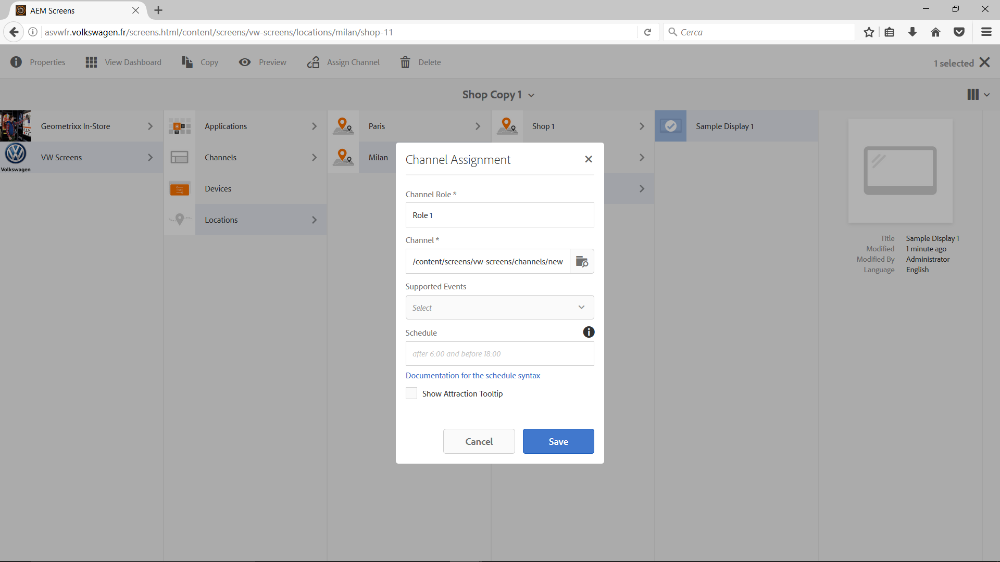 AEM Screens
asvwfr.volkswagen.fr/screens.html/content/screens/vw-screens/locations/milan/shop-11
Cerca
Properties
View Dashboard
Copy
Preview
Assign Channel
Delete
1 selected
Shop Copy 1
Geometrixx In-Store
VW Screens
Volkswagen
Applications
Channels
Devices
Locations
Paris
Milan
Shop 1
Sample Display 1
Title Sample Display 1
Modified 1 minute ago
Modified By Administrator
Language English
Channel Assignment
Channel Role *
Role 1
Channel *
/content/screens/vw-screens/channels/new
Supported Events
Select
Schedule
after 6:00 and before 18:00
Documentation for the schedule syntax
Show Attraction Tooltip
Cancel
Save